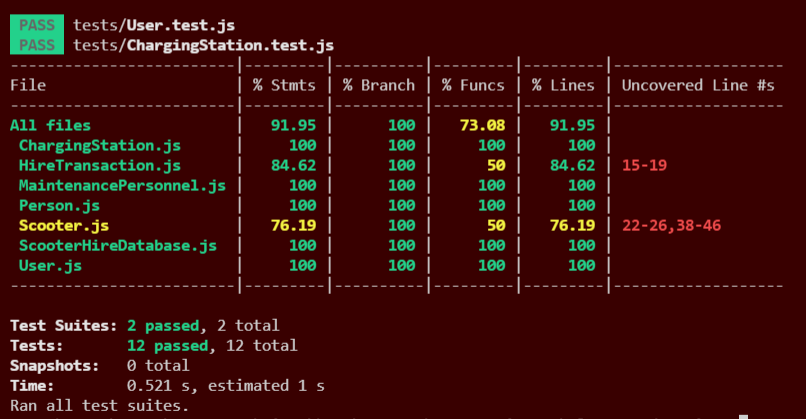 PASS tests/User.test.js
PASS tests/ChargingStation.test.js
-------------------------|---------|----------|---------|---------|-------------------
File | % Stmts | % Branch | % Funcs | % Lines | Uncovered Line #s
-------------------------|---------|----------|---------|---------|-------------------
All files | 91.95 | 100 | 73.08 | 91.95 |
ChargingStation.js | 100 | 100 | 100 | 100 |
HireTransaction.js | 84.62 | 100 | 50 | 84.62 | 15-19
MaintenancePersonnel.js | 100 | 100 | 100 | 100 |
Person.js | 100 | 100 | 100 | 100 |
Scooter.js | 76.19 | 100 | 50 | 76.19 | 22-26,38-46
ScooterHireDatabase.js | 100 | 100 | 100 | 100 |
User.js | 100 | 100 | 100 | 100 |
-------------------------|---------|----------|---------|---------|-------------------
Test Suites: 2 passed, 2 total
Tests: 12 passed, 12 total
Snapshots: 0 total
Time: 0.521 s, estimated 1 s
Ran all test suites.